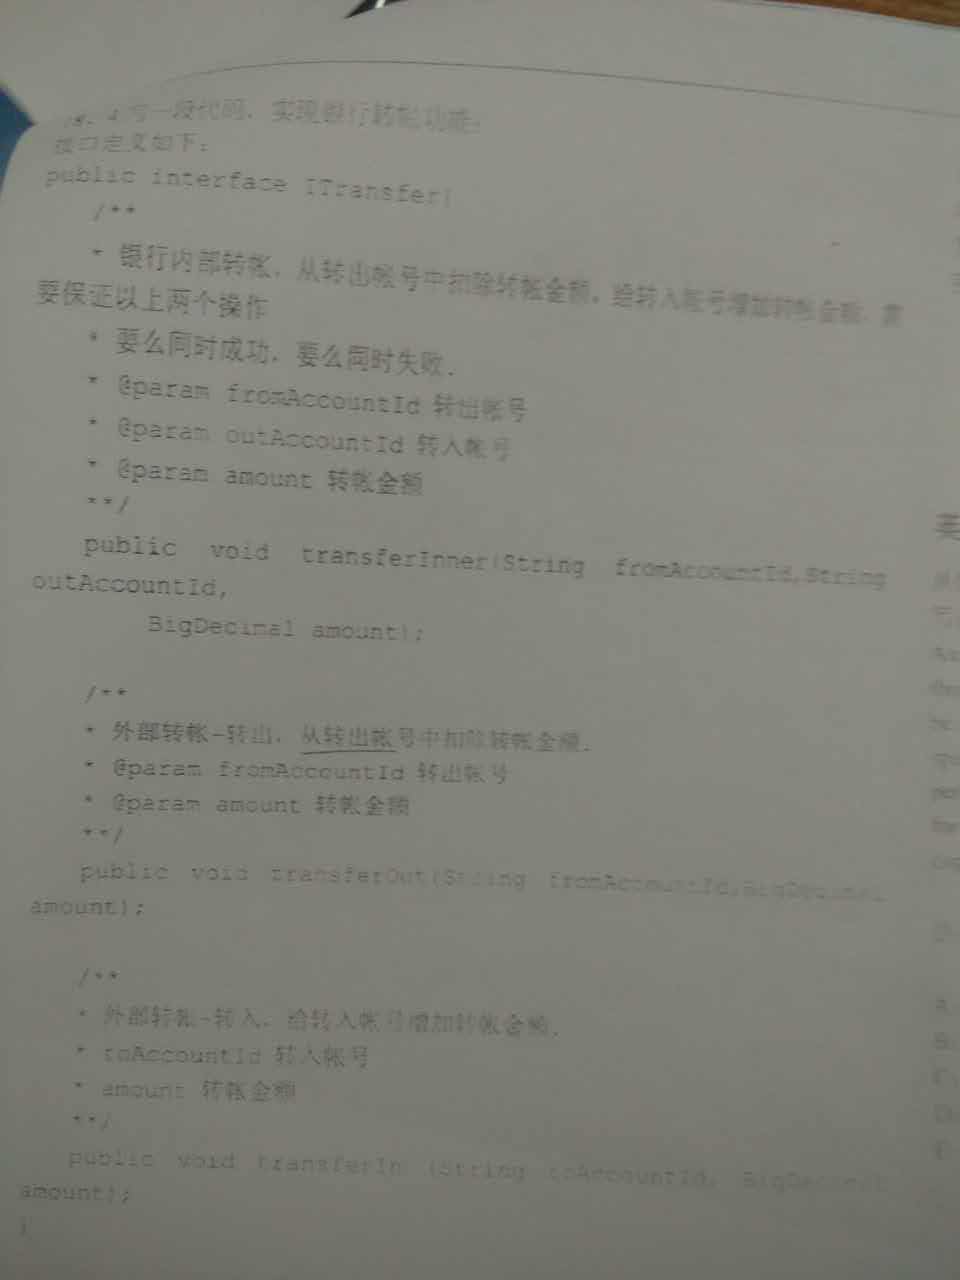 写一段代码，实现银行转帐功能：
接口定义如下：
public interface ITransfer{
/**
* 银行内部转帐，从转出帐号中扣除转帐金额，给转入帐号增加转帐金额，需
要保证以上两个操作
* 要么同时成功，要么同时失败．
* @param fromAccountId 转出帐号
* @param outAccountId 转入帐号
* @param amount 转帐金额
**/
public void transferInner(String fromAccountId,String
outAccountId,
BigDecimal amount);
/**
* 外部转帐-转出，从转出帐号中扣除转帐金额．
* @param fromAccountId 转出帐号
* @param amount 转帐金额
**/
public void transferOut(String fromAccountId,BigDecimal
amount);
/**
* 外部转帐-转入，给转入帐号增加转帐金额．
* toAccountId 转入帐号
* amount 转帐金额
**/
public void transferIn (String toAccountId, BigDecimal
amount);
}